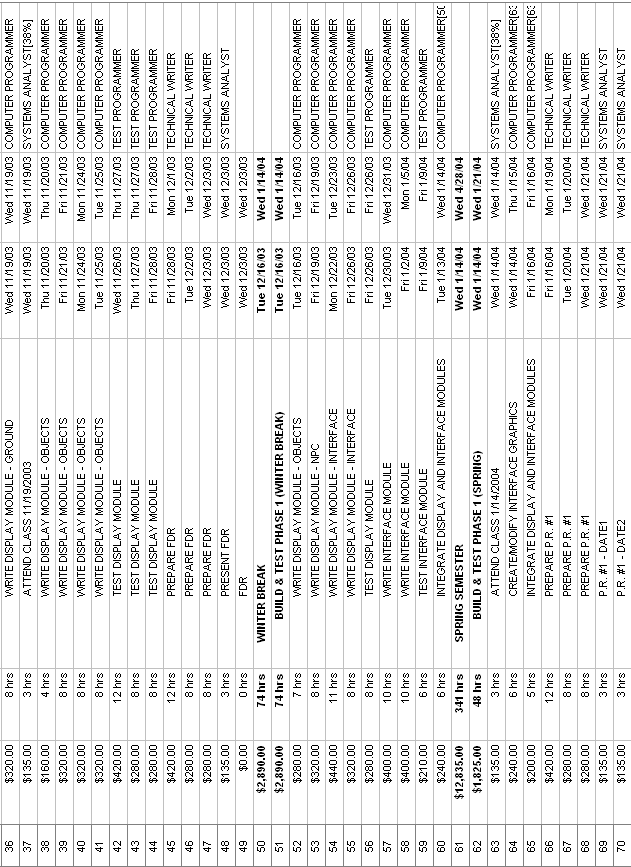 36 $320.00 8 hrs WRITE DISPLAY MODULE - GROUND Wed 11/19/03 Wed 11/19/03 COMPUTER PROGRAMMER
37 $135.00 3 hrs ATTEND CLASS 11/19/2003 Wed 11/19/03 Wed 11/19/03 SYSTEMS ANALYST[38%]
38 $160.00 4 hrs WRITE DISPLAY MODULE - OBJECTS Thu 11/20/03 Thu 11/20/03 COMPUTER PROGRAMMER
39 $320.00 8 hrs WRITE DISPLAY MODULE - OBJECTS Fri 11/21/03 Fri 11/21/03 COMPUTER PROGRAMMER
40 $320.00 8 hrs WRITE DISPLAY MODULE - OBJECTS Mon 11/24/03 Mon 11/24/03 COMPUTER PROGRAMMER
41 $320.00 8 hrs WRITE DISPLAY MODULE - OBJECTS Tue 11/25/03 Tue 11/25/03 COMPUTER PROGRAMMER
42 $420.00 12 hrs TEST DISPLAY MODULE Wed 11/26/03 Thu 11/27/03 TEST PROGRAMMER
43 $280.00 8 hrs TEST DISPLAY MODULE Thu 11/27/03 Thu 11/27/03 TEST PROGRAMMER
44 $280.00 8 hrs TEST DISPLAY MODULE Fri 11/28/03 Fri 11/28/03 TEST PROGRAMMER
45 $420.00 12 hrs PREPARE FDR Fri 11/28/03 Mon 12/1/03 TECHNICAL WRITER
46 $280.00 8 hrs PREPARE FDR Tue 12/2/03 Tue 12/2/03 TECHNICAL WRITER
47 $280.00 8 hrs PREPARE FDR Wed 12/3/03 Wed 12/3/03 TECHNICAL WRITER
48 $135.00 3 hrs PRESENT FDR Wed 12/3/03 Wed 12/3/03 SYSTEMS ANALYST
49 $0.00 0 hrs FDR Wed 12/3/03 Wed 12/3/03
50 $2,890.00 74 hrs WINTER BREAK Tue 12/16/03 Wed 1/14/04
51 $2,890.00 74 hrs BUILD & TEST PHASE 1 (WINTER BREAK) Tue 12/16/03 Wed 1/14/04
52 $280.00 7 hrs WRITE DISPLAY MODULE - OBJECTS Tue 12/16/03 Tue 12/16/03 COMPUTER PROGRAMMER
53 $320.00 8 hrs WRITE DISPLAY MODULE - NPC Fri 12/19/03 Fri 12/19/03 COMPUTER PROGRAMMER
54 $440.00 11 hrs WRITE DISPLAY MODULE - INTERFACE Mon 12/22/03 Tue 12/23/03 COMPUTER PROGRAMMER
55 $320.00 8 hrs WRITE DISPLAY MODULE - INTERFACE Fri 12/26/03 Fri 12/26/03 COMPUTER PROGRAMMER
56 $280.00 8 hrs TEST DISPLAY MODULE Fri 12/26/03 Fri 12/26/03 TEST PROGRAMMER
57 $400.00 10 hrs WRITE INTERFACE MODULE Tue 12/30/03 Wed 12/31/03 COMPUTER PROGRAMMER
58 $400.00 10 hrs WRITE INTERFACE MODULE Fri 1/2/04 Mon 1/5/04 COMPUTER PROGRAMMER
59 $210.00 6 hrs TEST INTERFACE MODULE Fri 1/9/04 Fri 1/9/04 TEST PROGRAMMER
60 $240.00 6 hrs INTEGRATE DISPLAY AND INTERFACE MODULES Tue 1/13/04 Wed 1/14/04 COMPUTER PROGRAMMER[50
61 $12,835.00 341 hrs SPRING SEMESTER Wed 1/14/04 Wed 4/28/04
62 $1,825.00 48 hrs BUILD & TEST PHASE 1 (SPRING) Wed 1/14/04 Wed 1/21/04
63 $135.00 3 hrs ATTEND CLASS 1/14/2004 Wed 1/14/04 Wed 1/14/04 SYSTEMS ANALYST[38%]
64 $240.00 6 hrs CREATE/MODIFY INTERFACE GRAPHICS Wed 1/14/04 Thu 1/15/04 COMPUTER PROGRAMMER[63
65 $200.00 5 hrs INTEGRATE DISPLAY AND INTERFACE MODULES Fri 1/16/04 Fri 1/16/04 COMPUTER PROGRAMMER[63
66 $420.00 12 hrs PREPARE P.R. #1 Fri 1/16/04 Mon 1/19/04 TECHNICAL WRITER
67 $280.00 8 hrs PREPARE P.R. #1 Tue 1/20/04 Tue 1/20/04 TECHNICAL WRITER
68 $280.00 8 hrs PREPARE P.R. #1 Wed 1/21/04 Wed 1/21/04 TECHNICAL WRITER
69 $135.00 3 hrs P.R. #1 - DATE1 Wed 1/21/04 Wed 1/21/04 SYSTEMS ANALYST
70 $135.00 3 hrs P.R. #1 - DATE2 Wed 1/21/04 Wed 1/21/04 SYSTEMS ANALYST